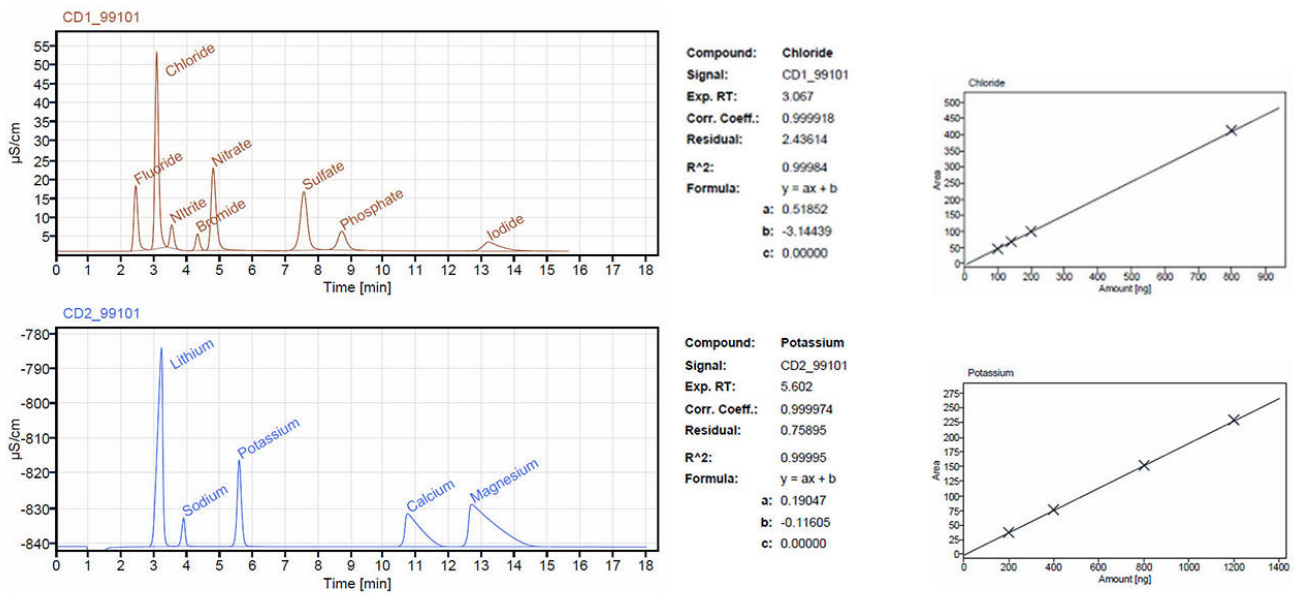 CD1_99101
55
50
45
40
35
30
25
20
15
10
5
µS/cm
Fluoride
Chloride
NItrite
Bromide
Nitrate
Sulfate
Phosphate
Iodide
0 1 2 3 4 5 6 7 8 9 10 11 12 13 14 15 16 17 18
Time [min]
Compound: Chloride
Signal: CD1_99101
Exp. RT: 3.067
Corr. Coeff.: 0.999918
Residual: 2.43614
R^2: 0.99984
Formula: y = ax + b
a: 0.51852
b: -3.14439
c: 0.00000
Chloride
500
450
400
350
300
250
200
150
100
50
0
Area
0 100 200 300 400 500 600 700 800 900
Amount [ng]
CD2_99101
-780
-790
-800
-810
-820
-830
-840
µS/cm
Lithium
Sodium
Potassium
Calcium
Magnesium
0 1 2 3 4 5 6 7 8 9 10 11 12 13 14 15 16 17 18
Time [min]
Compound: Potassium
Signal: CD2_99101
Exp. RT: 5.602
Corr. Coeff.: 0.999974
Residual: 0.75895
R^2: 0.99995
Formula: y = ax + b
a: 0.19047
b: -0.11605
c: 0.00000
Potassium
275
250
225
200
150
125
100
75
50
25
0
Area
0 200 400 600 800 1000 1200 1400
Amount [ng]